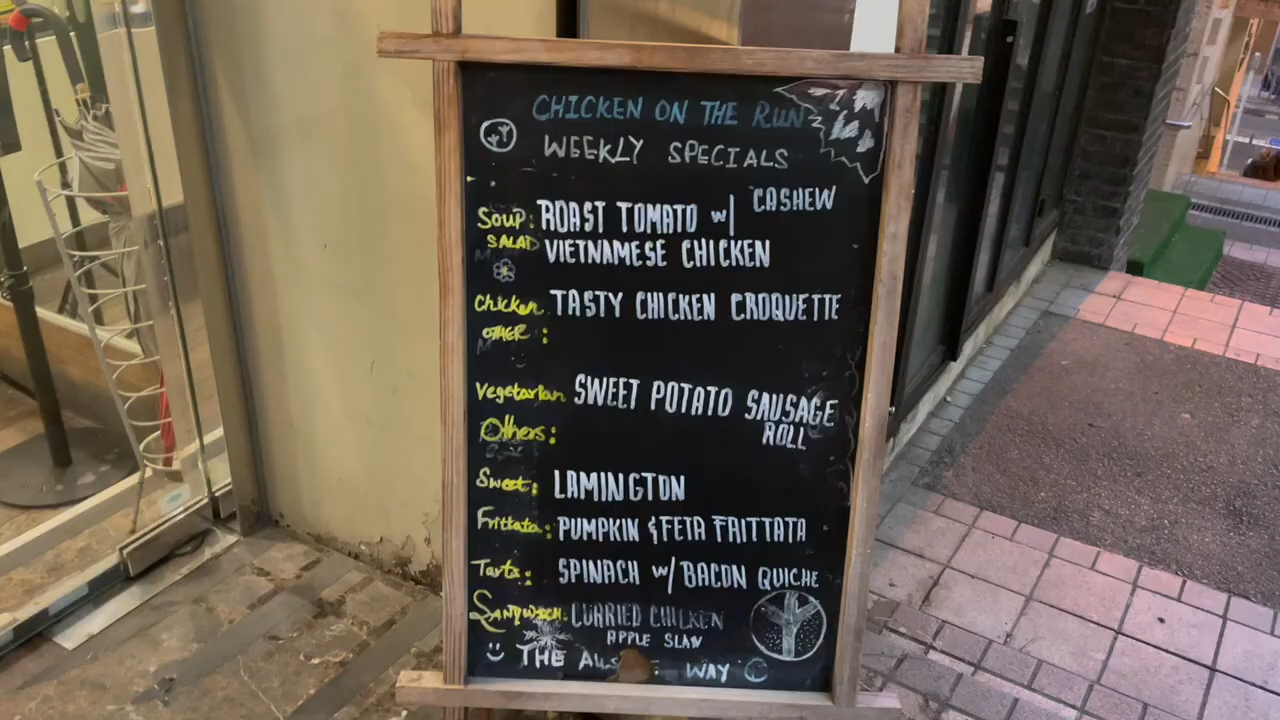 CHICKEN ON THE RUN
WEEKLY SPECIALS
SOUP: ROAST TOMATO w/ CASHEW
SALAD VIETNAMESE CHICKEN
Chicken TASTY CHICKEN CROQUETTE
OTHER :
Vegetarian SWEET POTATO SAUSAGE
ROLL
Others:
Sweet: LAMINGTON
Frittata: PUMPKIN & FETA FRITTATA
Tarts: SPINACH w/ BACON QUICHE
SANDWICH: CURRIED CHICKEN
APPLE SLAW
THE WAY